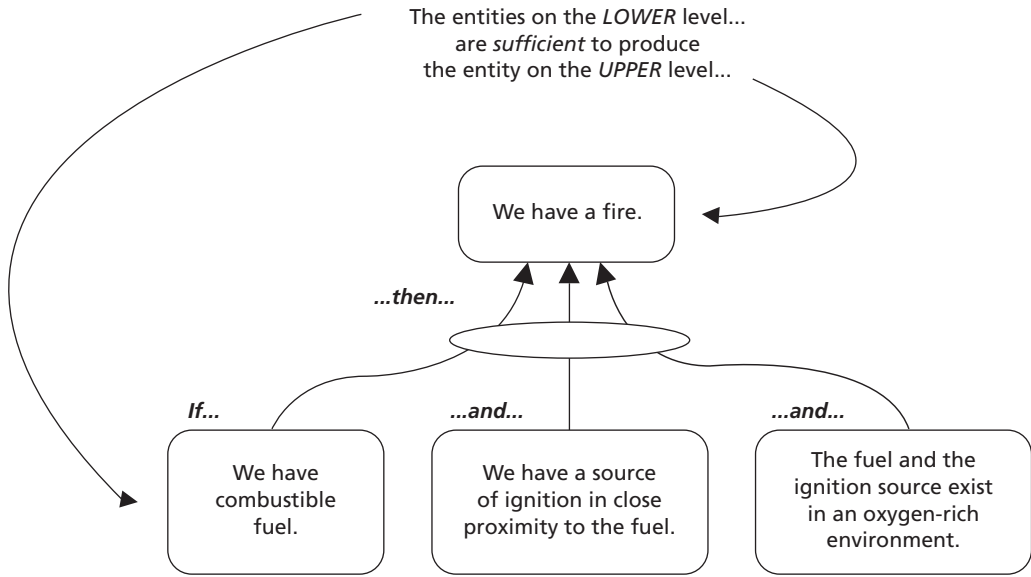 The entities on the LOWER level...
are sufficient to produce
the entity on the UPPER level...
We have a fire.
...then...
If...
...and...
...and...
We have
combustible
fuel.
We have a source
of ignition in close
proximity to the fuel.
The fuel and the
ignition source exist
in an oxygen-rich
environment.